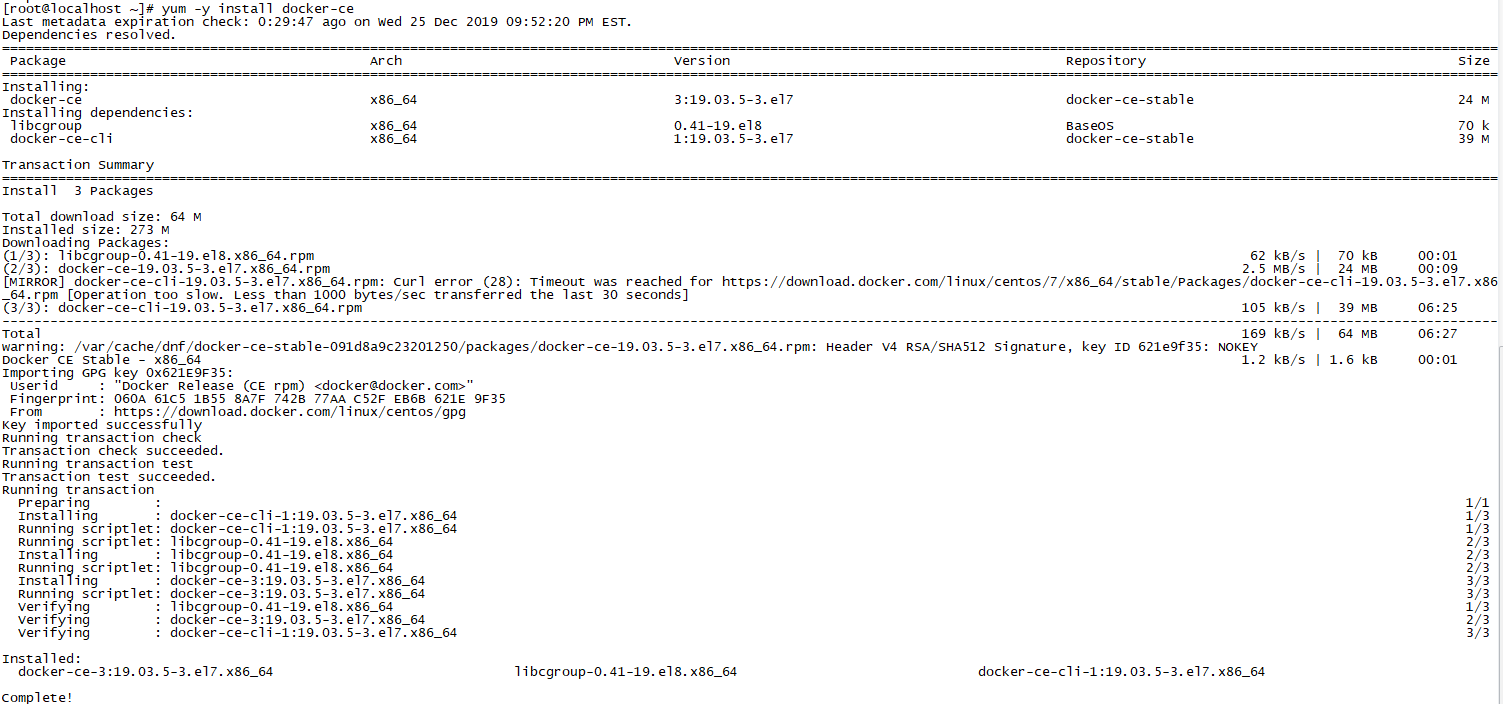 [root@localhost ~]# yum -y install docker-ce
Last metadata expiration check: 0:29:47 ago on Wed 25 Dec 2019 09:52:20 PM EST.
Dependencies resolved.
================================================================================
Package Arch Version Repository Size
================================================================================
Installing:
docker-ce x86_64 3:19.03.5-3.el7 docker-ce-stable 24 M
Installing dependencies:
libcgroup x86_64 0.41-19.el8 BaseOS 70 k
docker-ce-cli x86_64 1:19.03.5-3.el7 docker-ce-stable 39 M
Transaction Summary
================================================================================
Install  3 Packages
Total download size: 64 M
Installed size: 273 M
Downloading Packages:
(1/3): libcgroup-0.41-19.el8.x86_64.rpm 62 kB/s |  70 kB 00:01
(2/3): docker-ce-19.03.5-3.el7.x86_64.rpm 2.5 MB/s |  24 MB 00:09
[MIRROR] docker-ce-cli-19.03.5-3.el7.x86_64.rpm: Curl error (28): Timeout was reached for https://download.docker.com/linux/centos/7/x86_64/stable/Packages/docker-ce-cli-19.03.5-3.el7.x86
_64.rpm [Operation too slow. Less than 1000 bytes/sec transferred the last 30 seconds]
(3/3): docker-ce-cli-19.03.5-3.el7.x86_64.rpm 105 kB/s |  39 MB 06:25
--------------------------------------------------------------------------------
Total 169 kB/s |  64 MB 06:27
warning: /var/cache/dnf/docker-ce-stable-091d8a9c23201250/packages/docker-ce-19.03.5-3.el7.x86_64.rpm: Header V4 RSA/SHA512 Signature, key ID 621e9f35: NOKEY
Docker CE Stable - x86_64 1.2 kB/s | 1.6 kB 00:01
Importing GPG key 0x621E9F35:
Userid     : "Docker Release (CE rpm) <docker@docker.com>"
Fingerprint: 060A 61C5 1B55 8A7F 742B 77AA C52F EB6B 621E 9F35
From       : https://download.docker.com/linux/centos/gpg
Key imported successfully
Running transaction check
Transaction check succeeded.
Running transaction test
Transaction test succeeded.
Running transaction
Preparing        : 1/1
Installing       : docker-ce-cli-1:19.03.5-3.el7.x86_64 1/3
Running scriptlet: docker-ce-cli-1:19.03.5-3.el7.x86_64 1/3
Running scriptlet: libcgroup-0.41-19.el8.x86_64 2/3
Installing       : libcgroup-0.41-19.el8.x86_64 2/3
Running scriptlet: libcgroup-0.41-19.el8.x86_64 2/3
Installing       : docker-ce-3:19.03.5-3.el7.x86_64 3/3
Running scriptlet: docker-ce-3:19.03.5-3.el7.x86_64 3/3
Verifying        : libcgroup-0.41-19.el8.x86_64 1/3
Verifying        : docker-ce-3:19.03.5-3.el7.x86_64 2/3
Verifying        : docker-ce-cli-1:19.03.5-3.el7.x86_64 3/3
Installed:
docker-ce-3:19.03.5-3.el7.x86_64 libcgroup-0.41-19.el8.x86_64 docker-ce-cli-1:19.03.5-3.el7.x86_64
Complete!